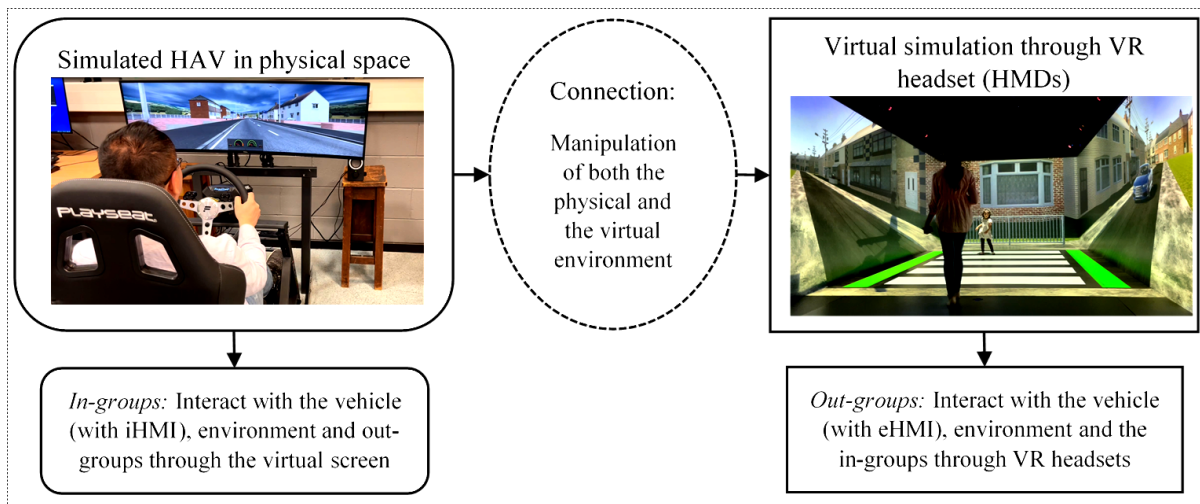 Simulated HAV in physical space
PLAYSEAT
In-groups: Interact with the vehicle
(with iHMI), environment and out-
groups through the virtual screen
Connection:
Manipulation
of both the
physical and
the virtual
environment
Virtual simulation through VR
headset (HMDs)
Out-groups: Interact with the vehicle
(with eHMI), environment and the
in-groups through VR headsets